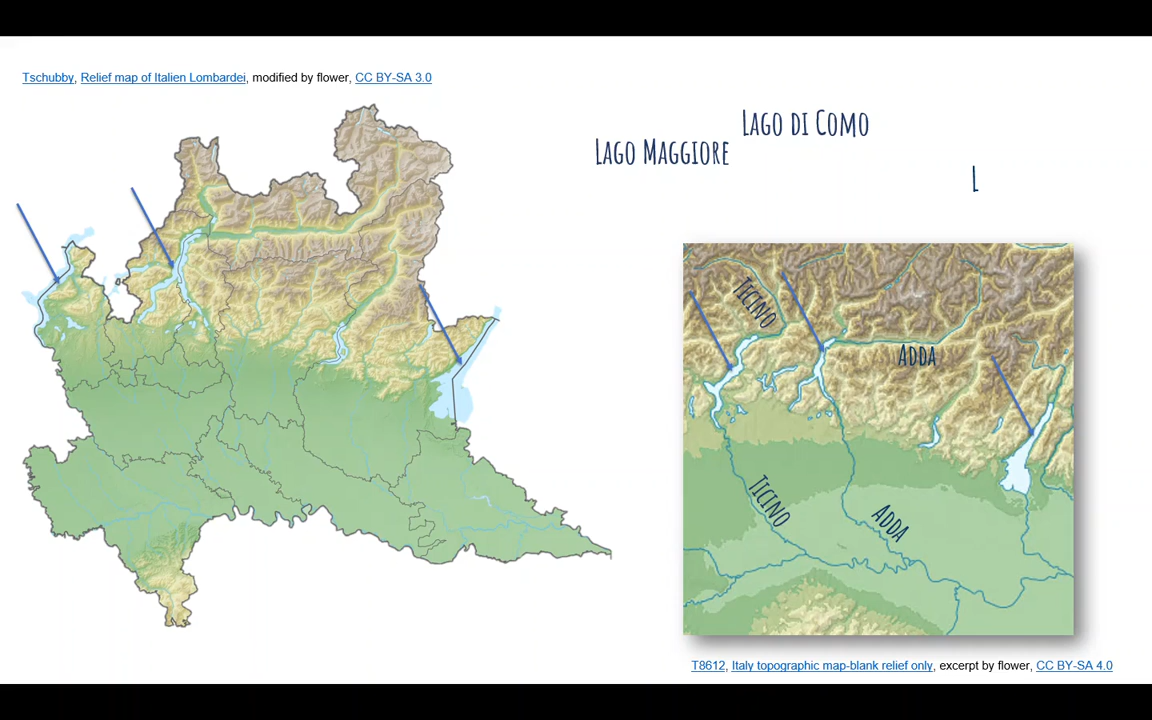 Tschubby, Relief map of Italien Lombardei, modified by flower, CC BY-SA 3.0
Lago di Como
Lago Maggiore
L
Ticino
Adda
Ticino
Adda
T8612, Italy topographic map-blank relief only, excerpt by flower, CC BY-SA 4.0